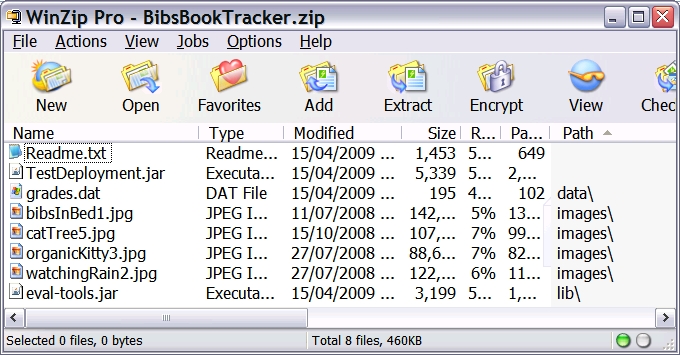 WinZip Pro - BibsBookTracker.zip
File Actions View Jobs Options Help
New Open Favorites Add Extract Encrypt View Chec
Name Type Modified Size R... Pa... Path
Readme.txt Readme... 15/04/2009 ... 1,453 5... 649
TestDeployment.jar Executa... 15/04/2009 ... 5,339 5... 2,...
grades.dat DAT File 15/04/2009 ... 195 4... 102 data\
bibsInBed1.jpg JPEG I... 11/07/2008 ... 142,... 5% 13... images\
catTree5.jpg JPEG I... 15/10/2008 ... 107,... 7% 99... images\
organicKitty3.jpg JPEG I... 27/07/2008 ... 88,6... 7% 82... images\
watchingRain2.jpg JPEG I... 27/07/2008 ... 122,... 6% 11... images\
eval-tools.jar Executa... 15/04/2009 ... 3,199 5... 1,... lib\
Selected 0 files, 0 bytes Total 8 files, 460KB